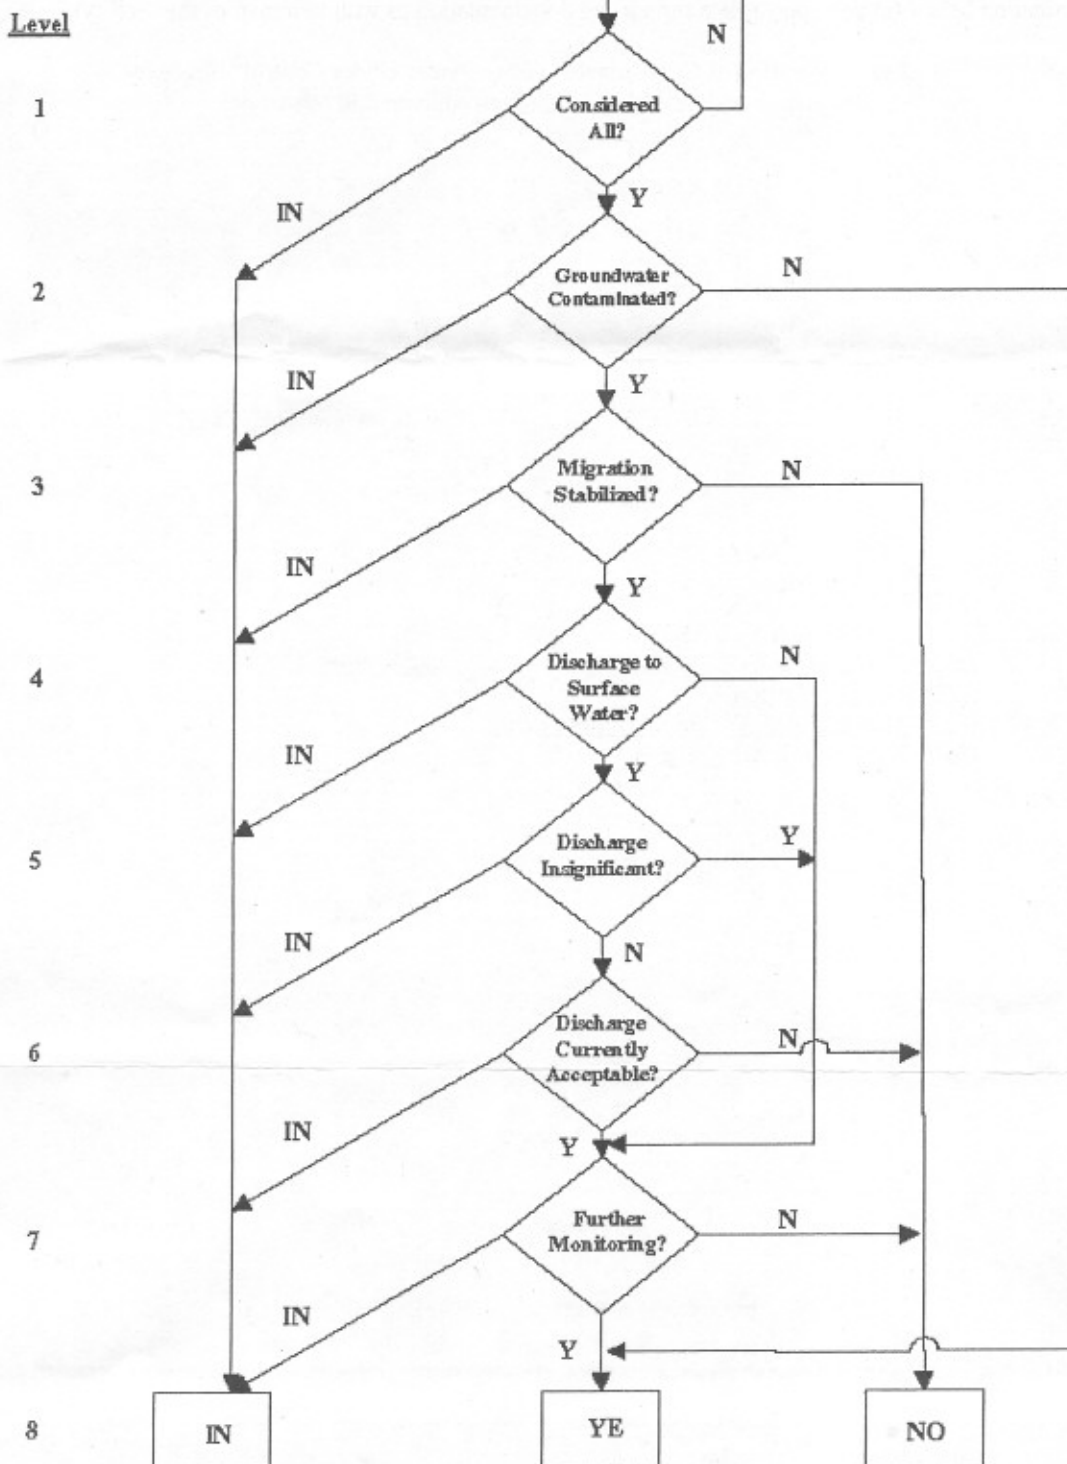 Level
N
1
Considered
All?
IN
Y
2
Groundwater
Contaminated?
N
IN
Y
3
Migration
Stabilized?
N
IN
Y
4
Discharge to
Surface
Water?
N
IN
Y
5
Discharge
Insignificant?
Y
IN
N
6
Discharge
Currently
Acceptable?
N
IN
Y
7
Further
Monitoring?
N
IN
Y
8
IN
YE
NO